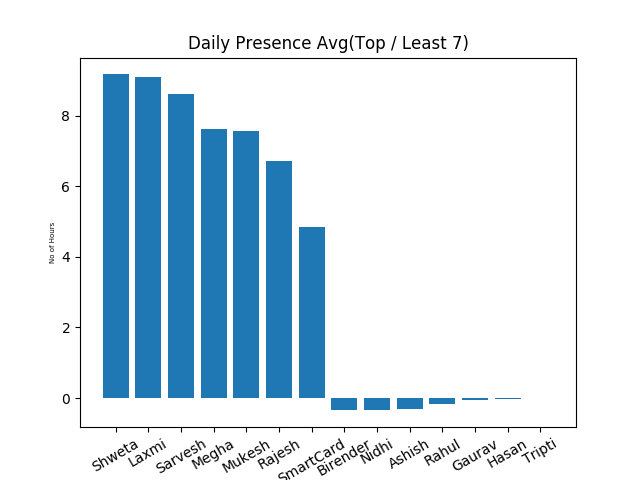 Daily Presence Avg(Top / Least 7)
No of Hours
8
6
4
2
0
Shweta
Laxmi
Sarvesh
Megha
Mukesh
Rajesh
SmartCard
Birender
Nidhi
Ashish
Rahul
Gaurav
Hasan
Tripti